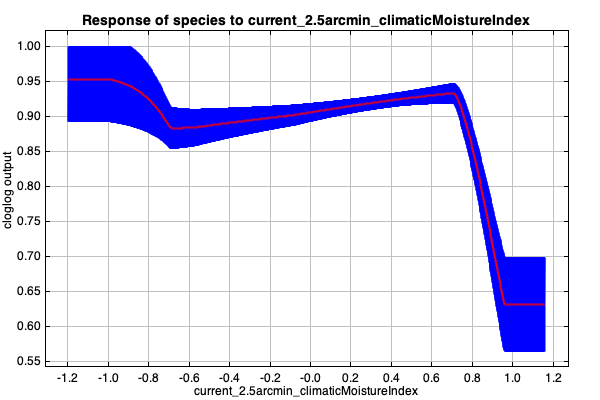 Response of species to current_2.5arcmin_climaticMoistureIndex
1.00
0.95
0.90
0.85
0.80
0.75
0.70
0.65
0.60
0.55
cloglog output
-1.2 -1.0 -0.8 -0.6 -0.4 -0.2 -0.0 0.2 0.4 0.6 0.8 1.0 1.2
current_2.5arcmin_climaticMoistureIndex